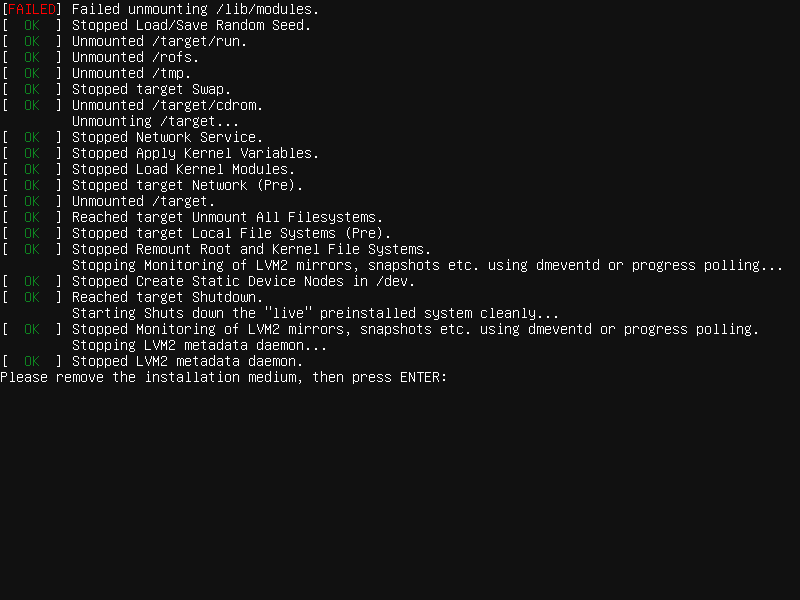 [FAILED] Failed unmounting /lib/modules.
[  OK  ] Stopped Load/Save Random Seed.
[  OK  ] Unmounted /target/run.
[  OK  ] Unmounted /rofs.
[  OK  ] Unmounted /tmp.
[  OK  ] Stopped target Swap.
[  OK  ] Unmounted /target/cdrom.
         Unmounting /target...
[  OK  ] Stopped Network Service.
[  OK  ] Stopped Apply Kernel Variables.
[  OK  ] Stopped Load Kernel Modules.
[  OK  ] Stopped target Network (Pre).
[  OK  ] Unmounted /target.
[  OK  ] Reached target Unmount All Filesystems.
[  OK  ] Stopped target Local File Systems (Pre).
[  OK  ] Stopped Remount Root and Kernel File Systems.
         Stopping Monitoring of LVM2 mirrors, snapshots etc. using dmeventd or progress polling...
[  OK  ] Stopped Create Static Device Nodes in /dev.
[  OK  ] Reached target Shutdown.
         Starting Shuts down the "live" preinstalled system cleanly...
[  OK  ] Stopped Monitoring of LVM2 mirrors, snapshots etc. using dmeventd or progress polling.
         Stopping LVM2 metadata daemon...
[  OK  ] Stopped LVM2 metadata daemon.
Please remove the installation medium, then press ENTER: